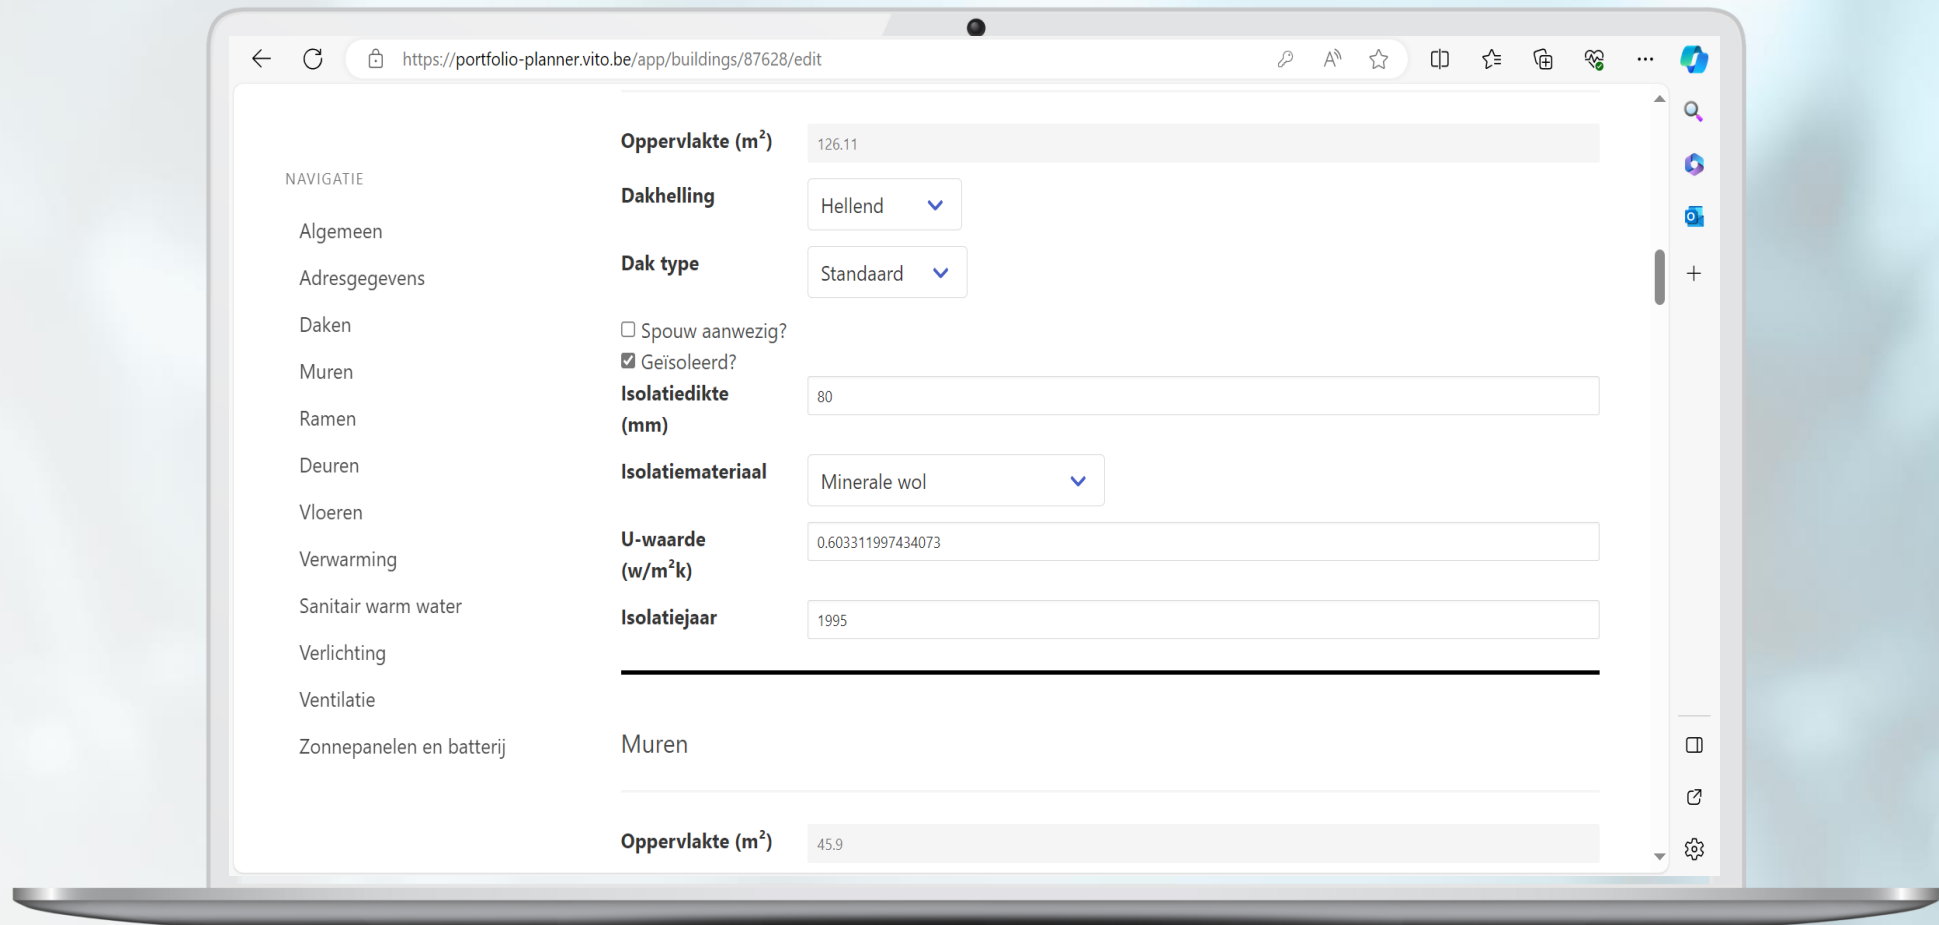 https://portfolio-planner.vito.be/app/buildings/87628/edit
NAVIGATIE
Algemeen
Adresgegevens
Daken
Muren
Ramen
Deuren
Vloeren
Verwarming
Sanitair warm water
Verlichting
Ventilatie
Zonnepanelen en batterij
Oppervlakte (m²) 126.11
Dakhelling Hellend
Dak type Standaard
Spouw aanwezig?
Geïsoleerd?
Isolatiedikte
(mm) 80
Isolatiemateriaal Minerale wol
U-waarde
(w/m²k) 0.603311997434073
Isolatiejaar 1995
Muren
Oppervlakte (m²) 45.9